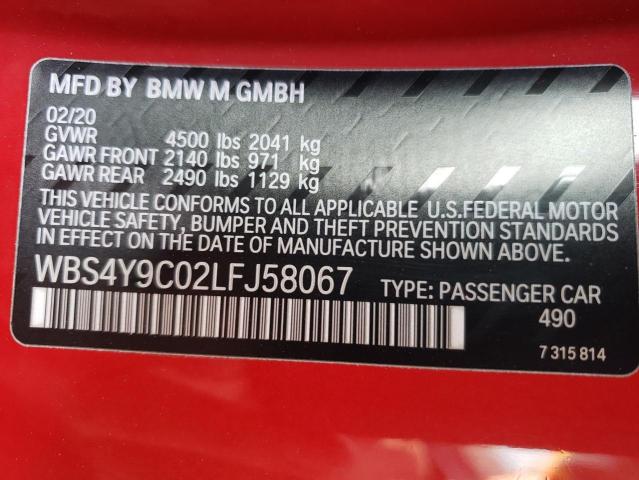 MFD BY BMW M GMBH
02/20
GVWR 4500 lbs 2041 kg
GAWR FRONT 2140 lbs 971 kg
GAWR REAR 2490 lbs 1129 kg
THIS VEHICLE CONFORMS TO ALL APPLICABLE U.S.FEDERAL MOTOR
VEHICLE SAFETY, BUMPER AND THEFT PREVENTION STANDARDS
IN EFFECT ON THE DATE OF MANUFACTURE SHOWN ABOVE.
WBS4Y9C02LFJ58067 TYPE: PASSENGER CAR
490
7 315 814